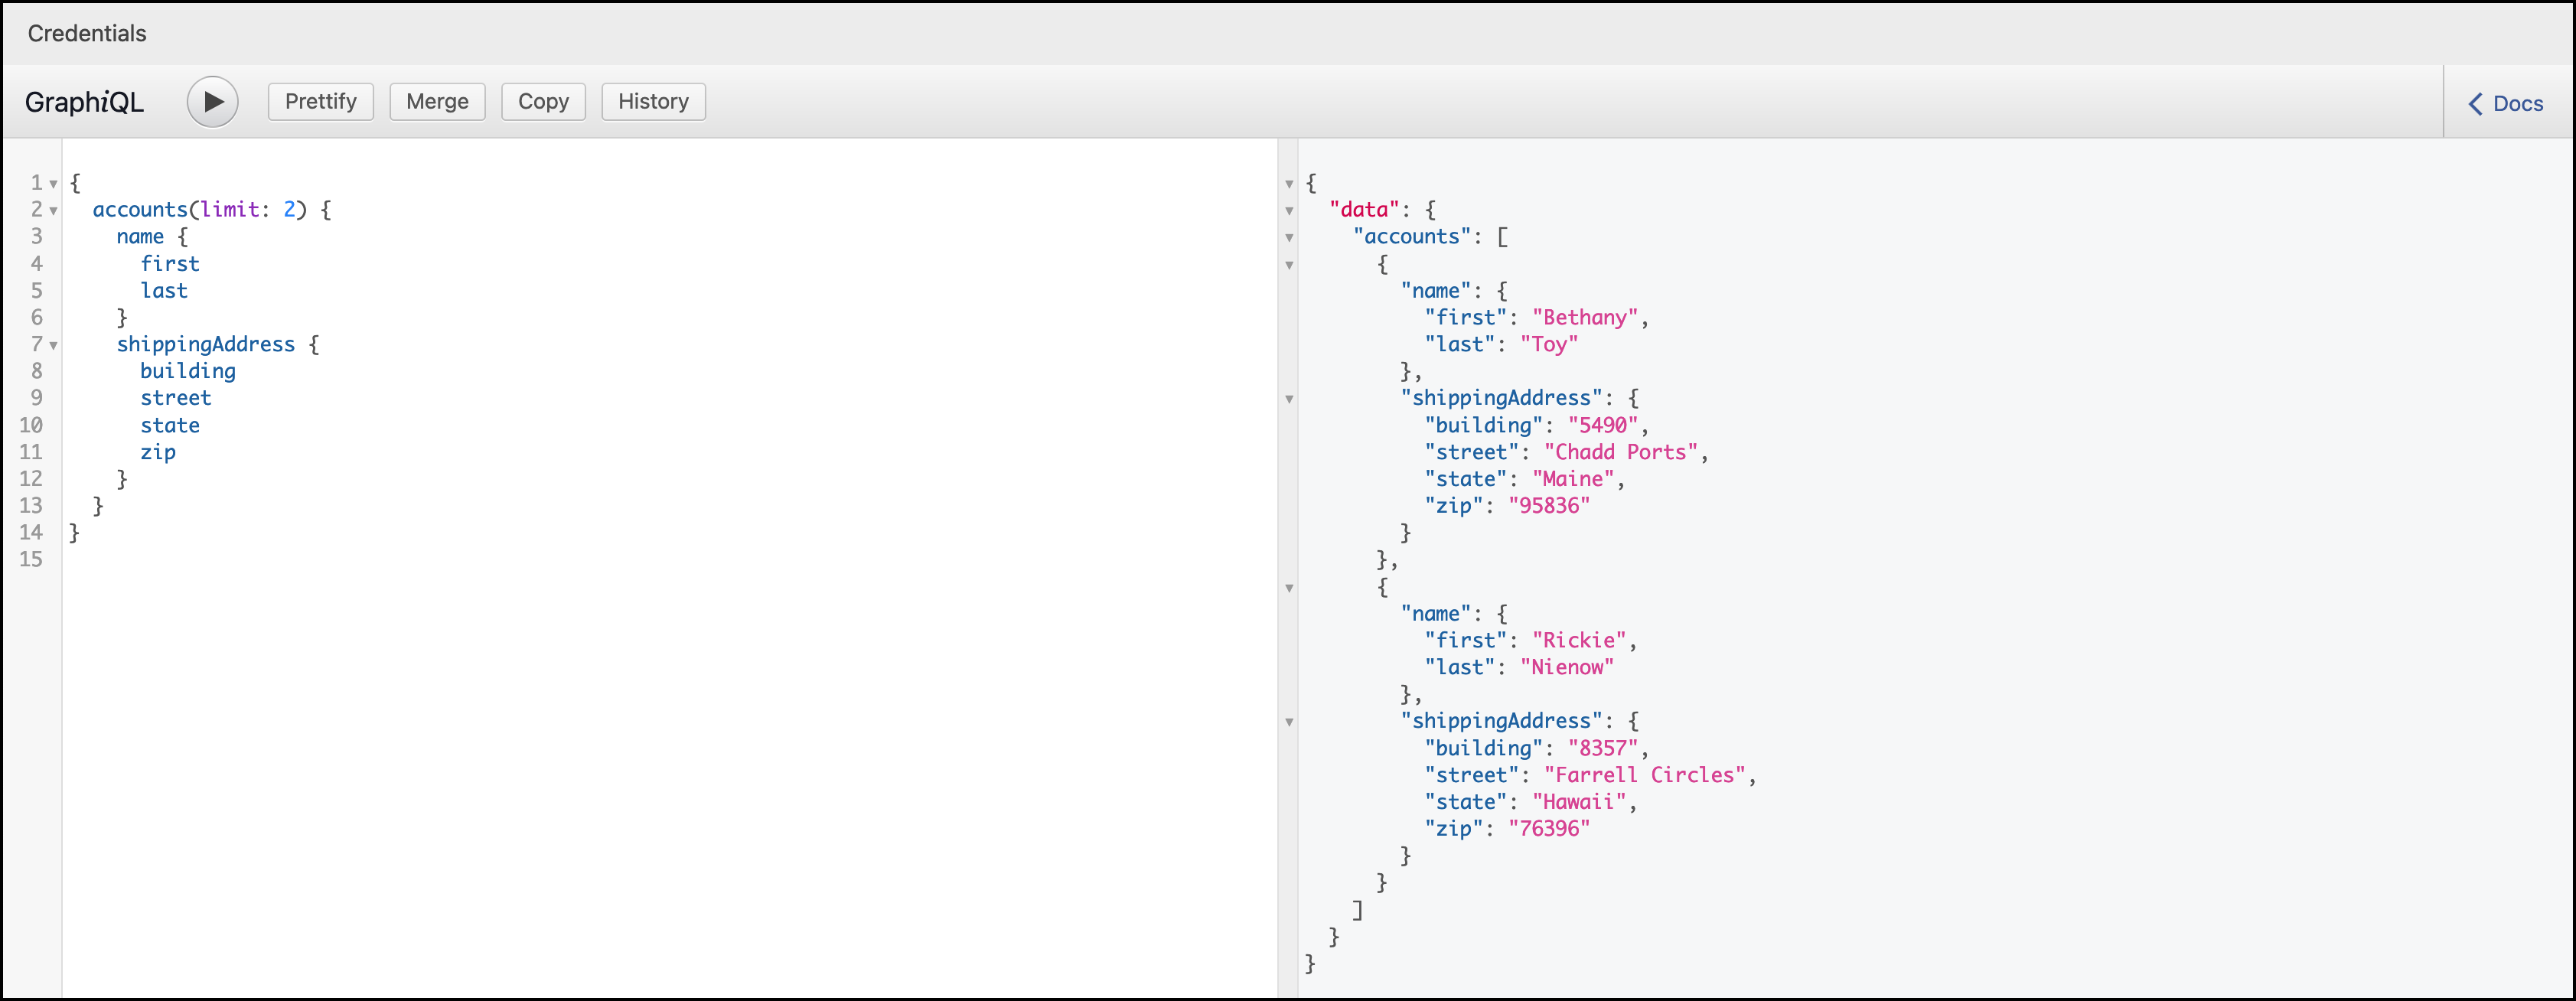 Credentials
GraphiQL Prettify Merge Copy History Docs
1 {
2   accounts(limit: 2) {
3     name {
4       first
5       last
6     }
7     shippingAddress {
8       building
9       street
10       state
11       zip
12     }
13   }
14 }
15
{
  "data": {
    "accounts": [
      {
        "name": {
          "first": "Bethany",
          "last": "Toy"
        },
        "shippingAddress": {
          "building": "5490",
          "street": "Chadd Ports",
          "state": "Maine",
          "zip": "95836"
        }
      },
      {
        "name": {
          "first": "Rickie",
          "last": "Nienow"
        },
        "shippingAddress": {
          "building": "8357",
          "street": "Farrell Circles",
          "state": "Hawaii",
          "zip": "76396"
        }
      }
    ]
  }
}